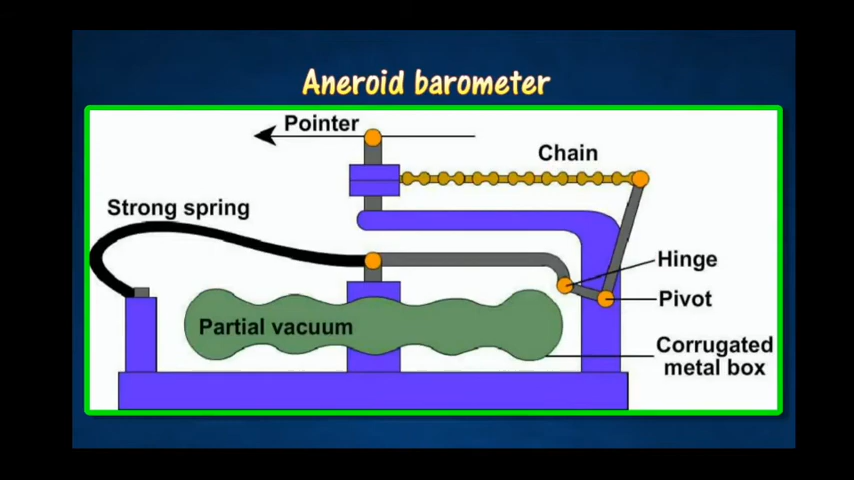 Aneroid barometer
Pointer
Chain
Strong spring
Hinge
Pivot
Partial vacuum
Corrugated
metal box